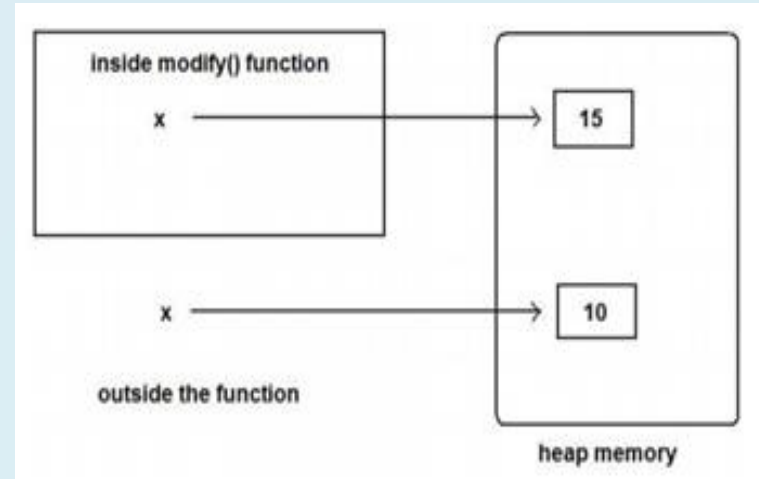 inside modify() function
x
15
x
10
outside the function
heap memory